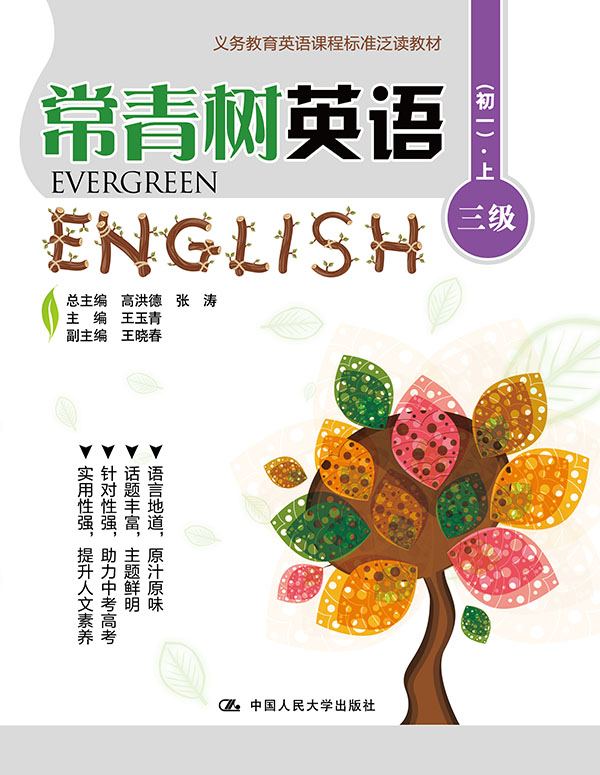 义务教育英语课程标准泛读教材
常青树英语
EVERGREEN
ENGLISH
（初一）·上
三级
总主编 高洪德 张涛
主编 王玉青
副主编 王晓春
语言地道，原汁原味
话题丰富，主题鲜明
针对性强，助力中考高考
实用性强，提升人文素养
中国人民大学出版社